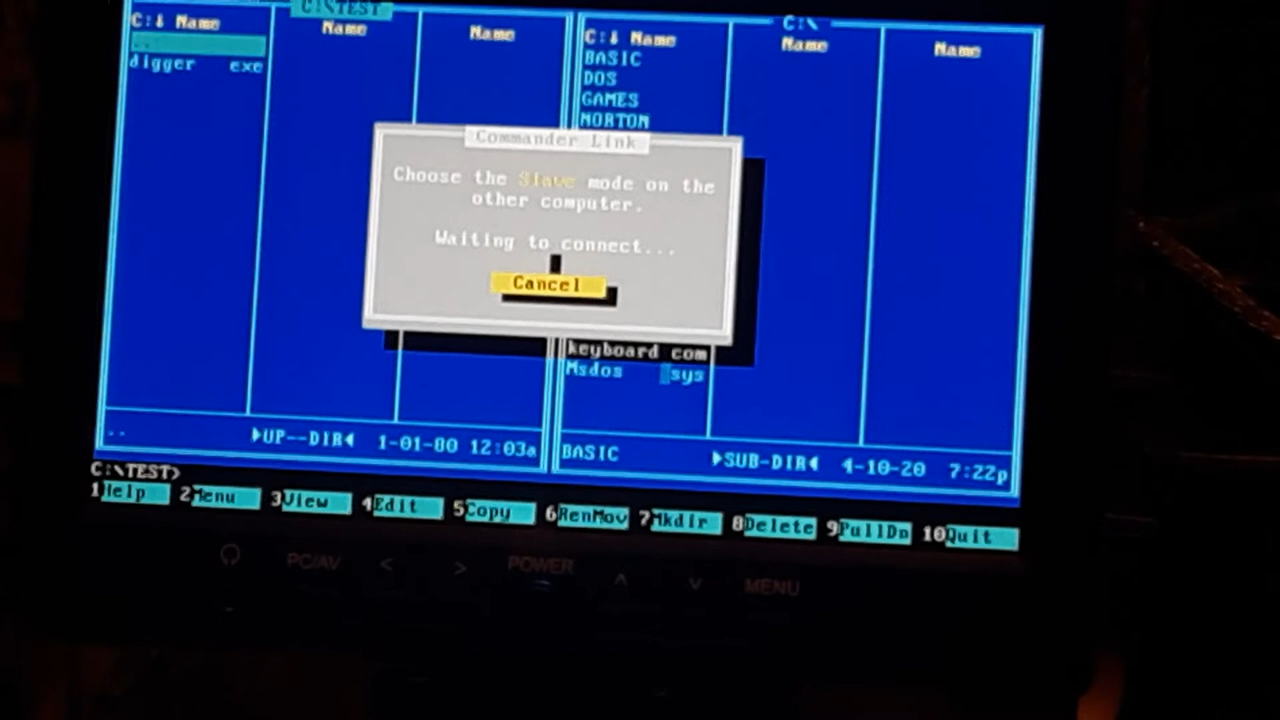 C:\TEST
C:\
C:↓ Name
Name
Name
C:↓ Name
Name
Name
..
digger exe
BASIC
DOS
GAMES
NORTON
Commander Link
Choose the Slave mode on the
other computer.
Waiting to connect...
Cancel
keyboard com
Msdos sys
.. ►UP--DIR◄ 1-01-80 12:03a
BASIC ►SUB-DIR◄ 4-10-20 7:22p
C:\TEST>
1Help 2Menu 3View 4Edit 5Copy 6RenMov 7Mkdir 8Delete 9PullDn 10Quit
PC/AV < > POWER ∧ ∨ MENU